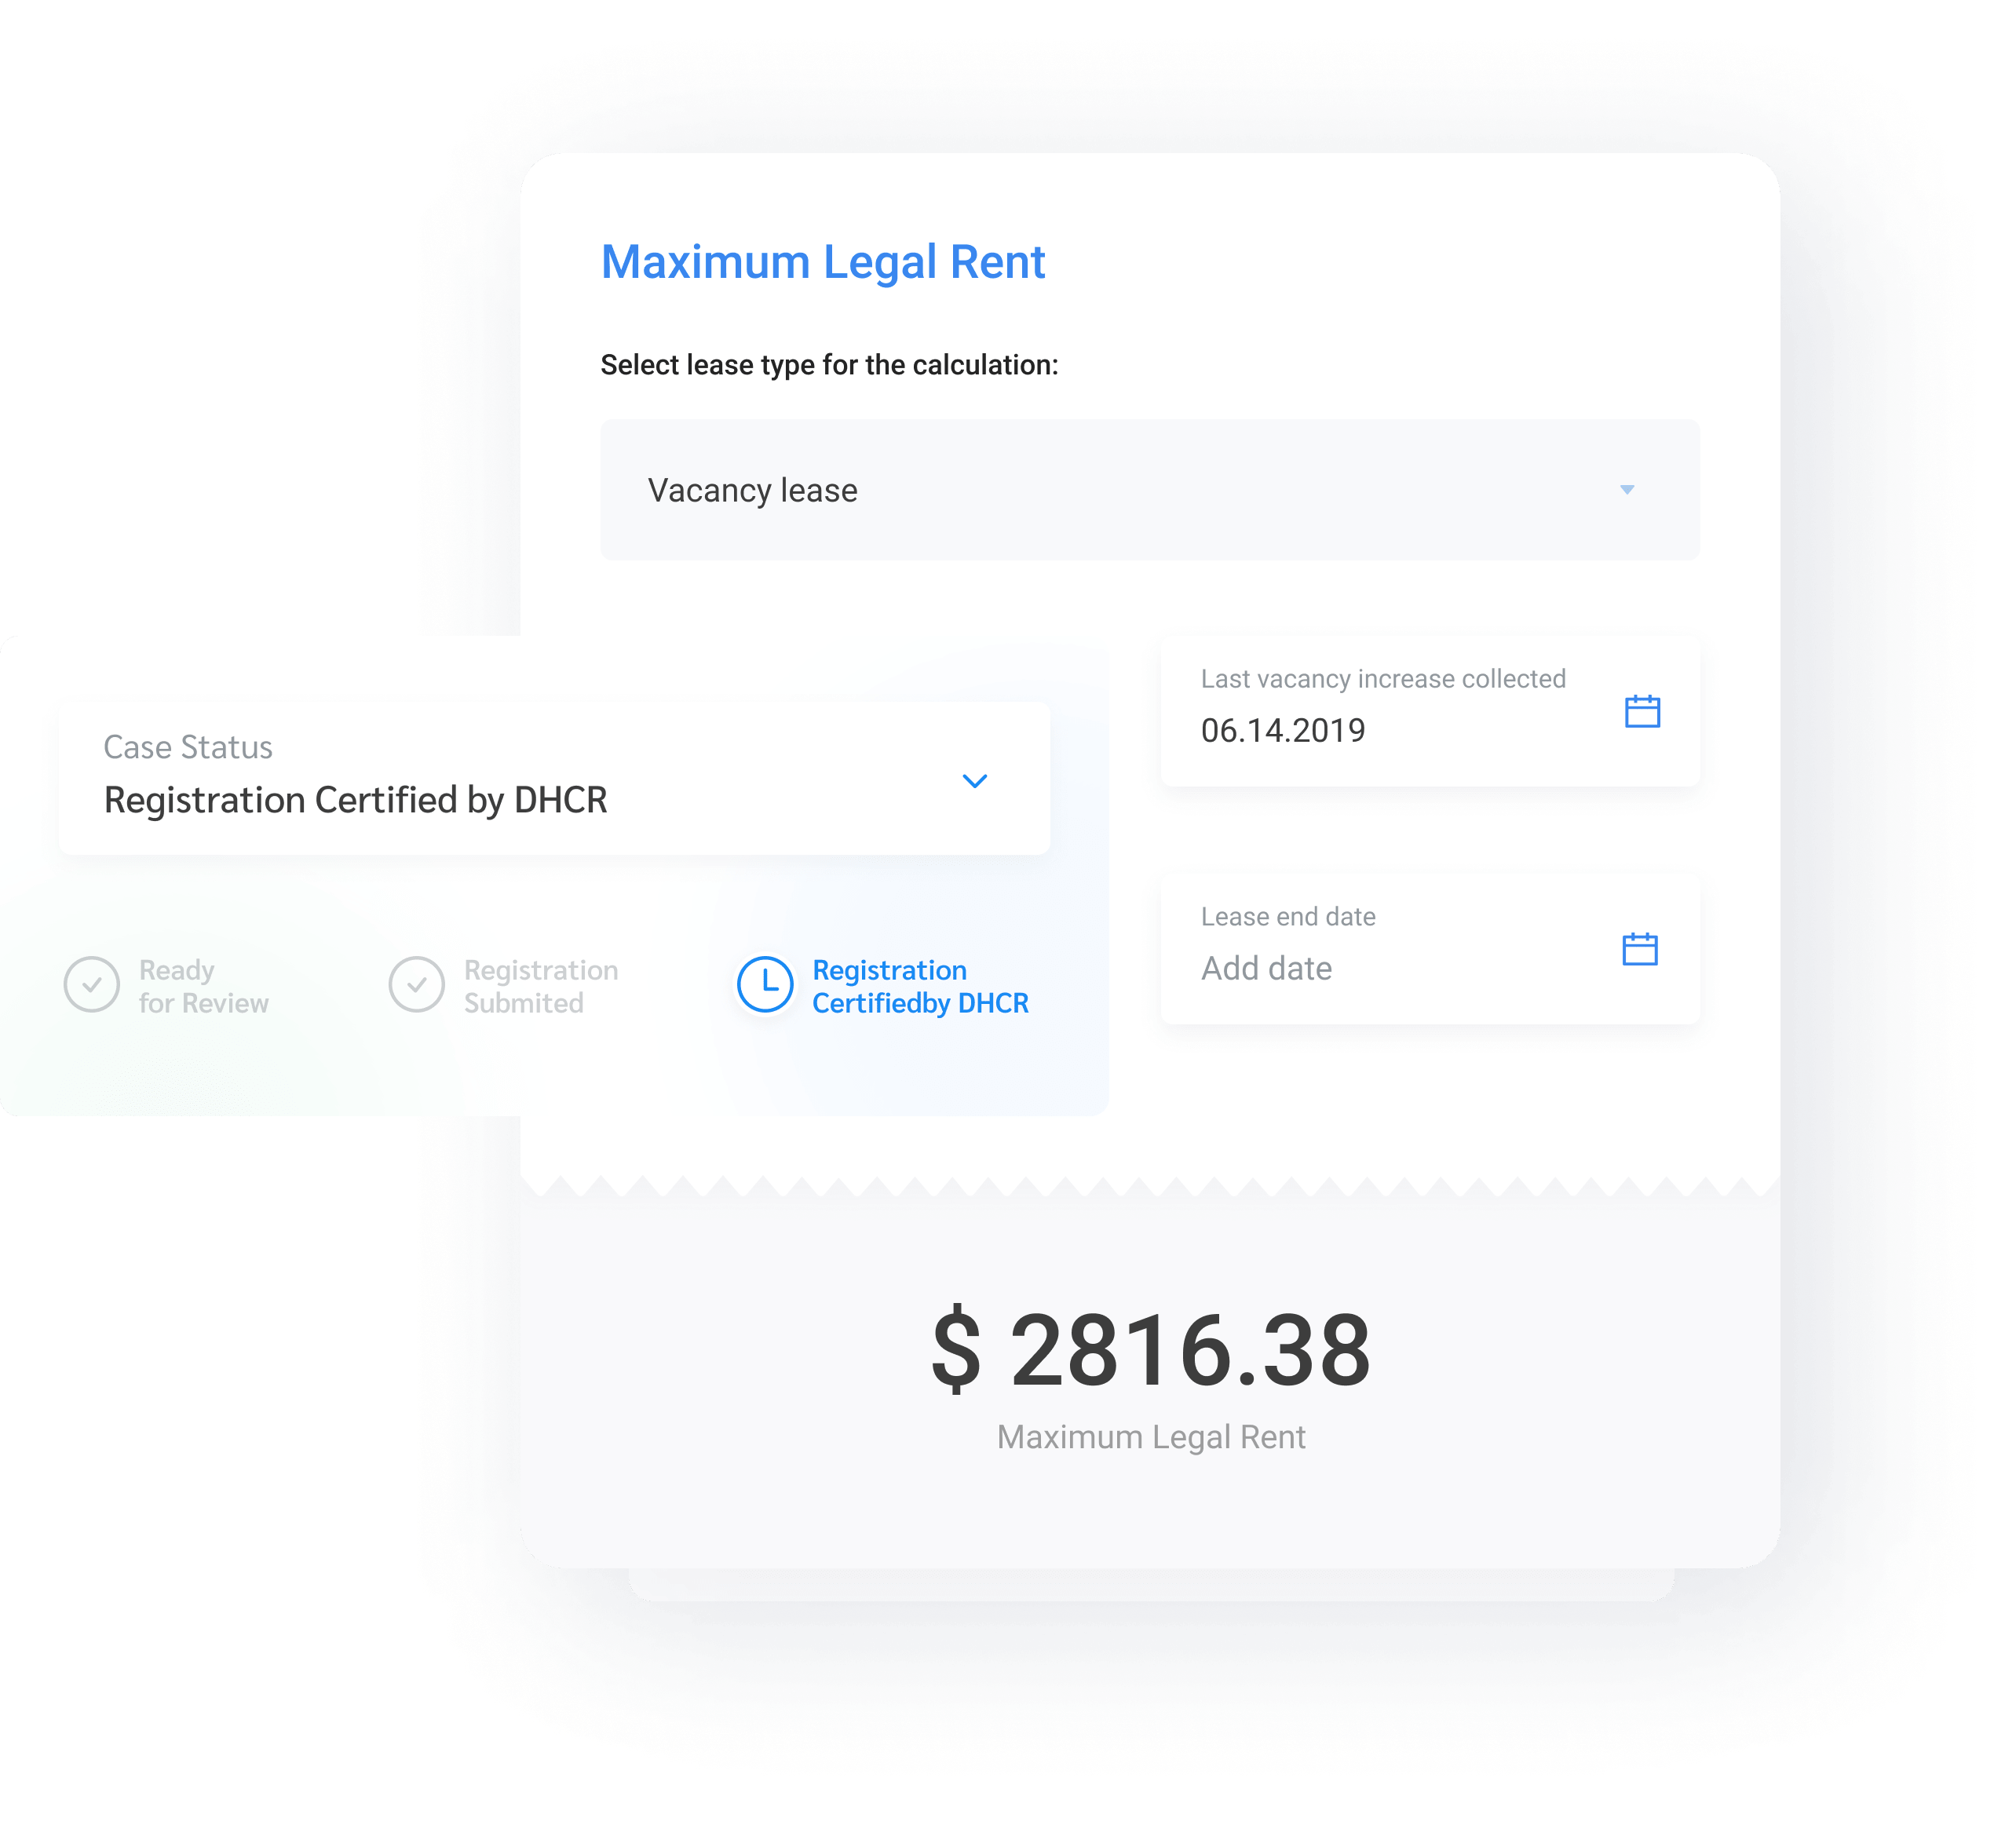 Maximum Legal Rent
Select lease type for the calculation:
Vacancy lease
Case Status
Registration Certified by DHCR
Ready
for Review
Registration
Submited
Registration
Certifiedby DHCR
Last vacancy increase collected
06.14.2019
Lease end date
Add date
$ 2816.38
Maximum Legal Rent